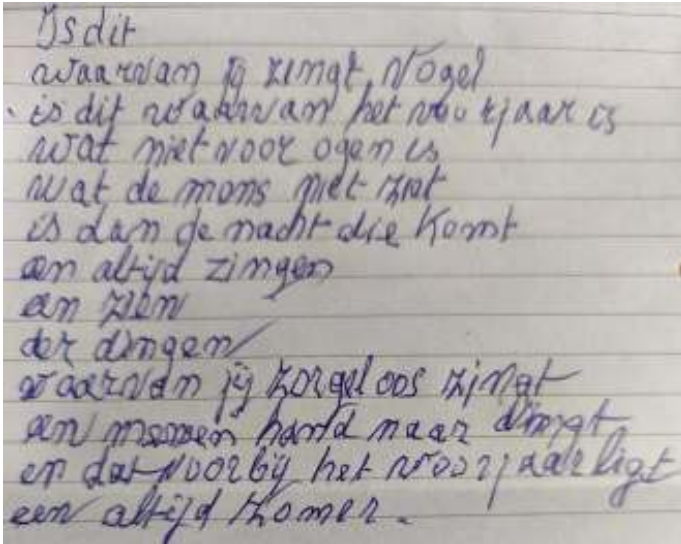 Is dit
waarvan jij zingt, Vogel
is dit waarvan het voorjaar is
wat niet voor ogen is
wat de mens niet ziet
is dan de nacht die komt
en altijd zingen
en zien
der dingen
waarvan jij zorgeloos zingt
en mensen hand naar dingt
en dat voorbij het voorjaar ligt
een altijd zomer.